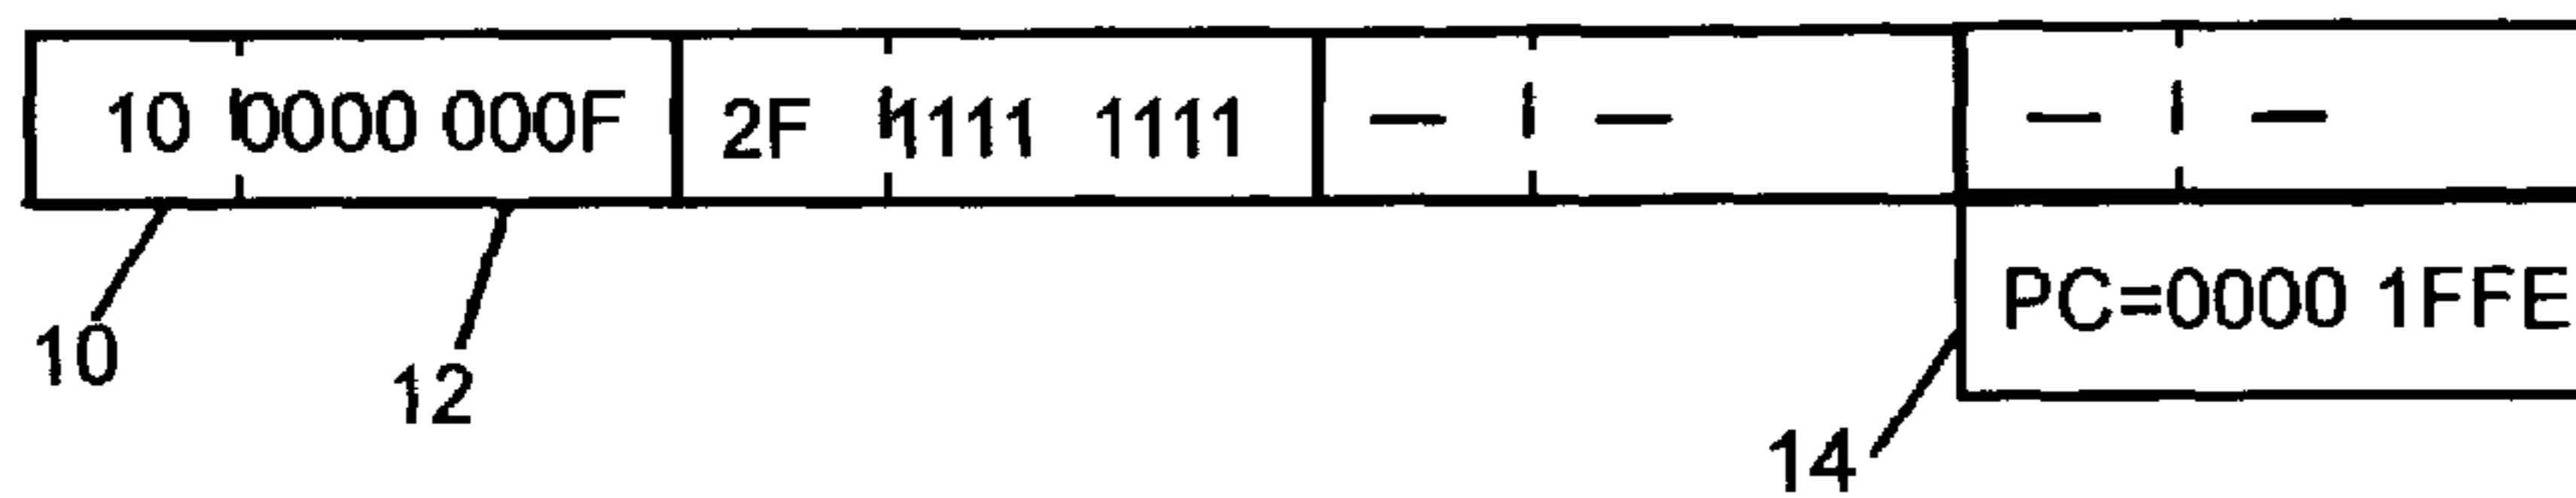 10 0000 000F 2F 1111 1111 — — — —
PC=0000 1FFE
10
12
14